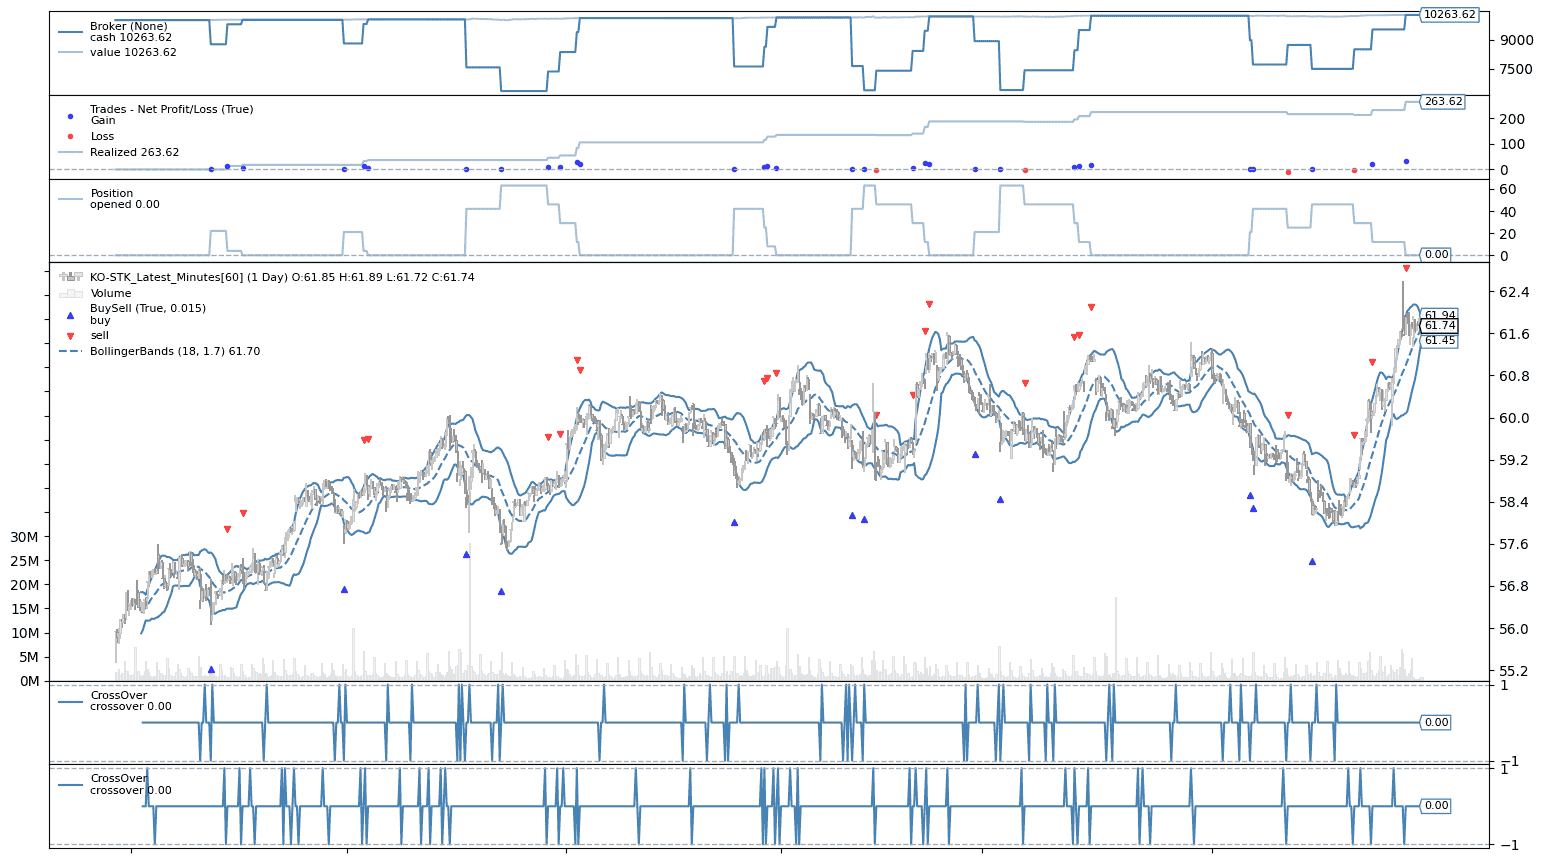 Broker (None)
cash 10263.62
value 10263.62
10263.62
9000
7500
Trades - Net Profit/Loss (True)
Gain
Loss
Realized 263.62
263.62
200
100
0
Position
opened 0.00
60
40
20
0
0.00
KO-STK_Latest_Minutes[60] (1 Day) O:61.85 H:61.89 L:61.72 C:61.74
Volume
BuySell (True, 0.015)
buy
sell
BollingerBands (18, 1.7) 61.70
62.4
61.94
61.74
61.6
61.45
60.8
60.0
59.2
58.4
57.6
56.8
56.0
55.2
30M
25M
20M
15M
10M
5M
0M
CrossOver
crossover 0.00
1
0.00
−1
CrossOver
crossover 0.00
1
0.00
−1